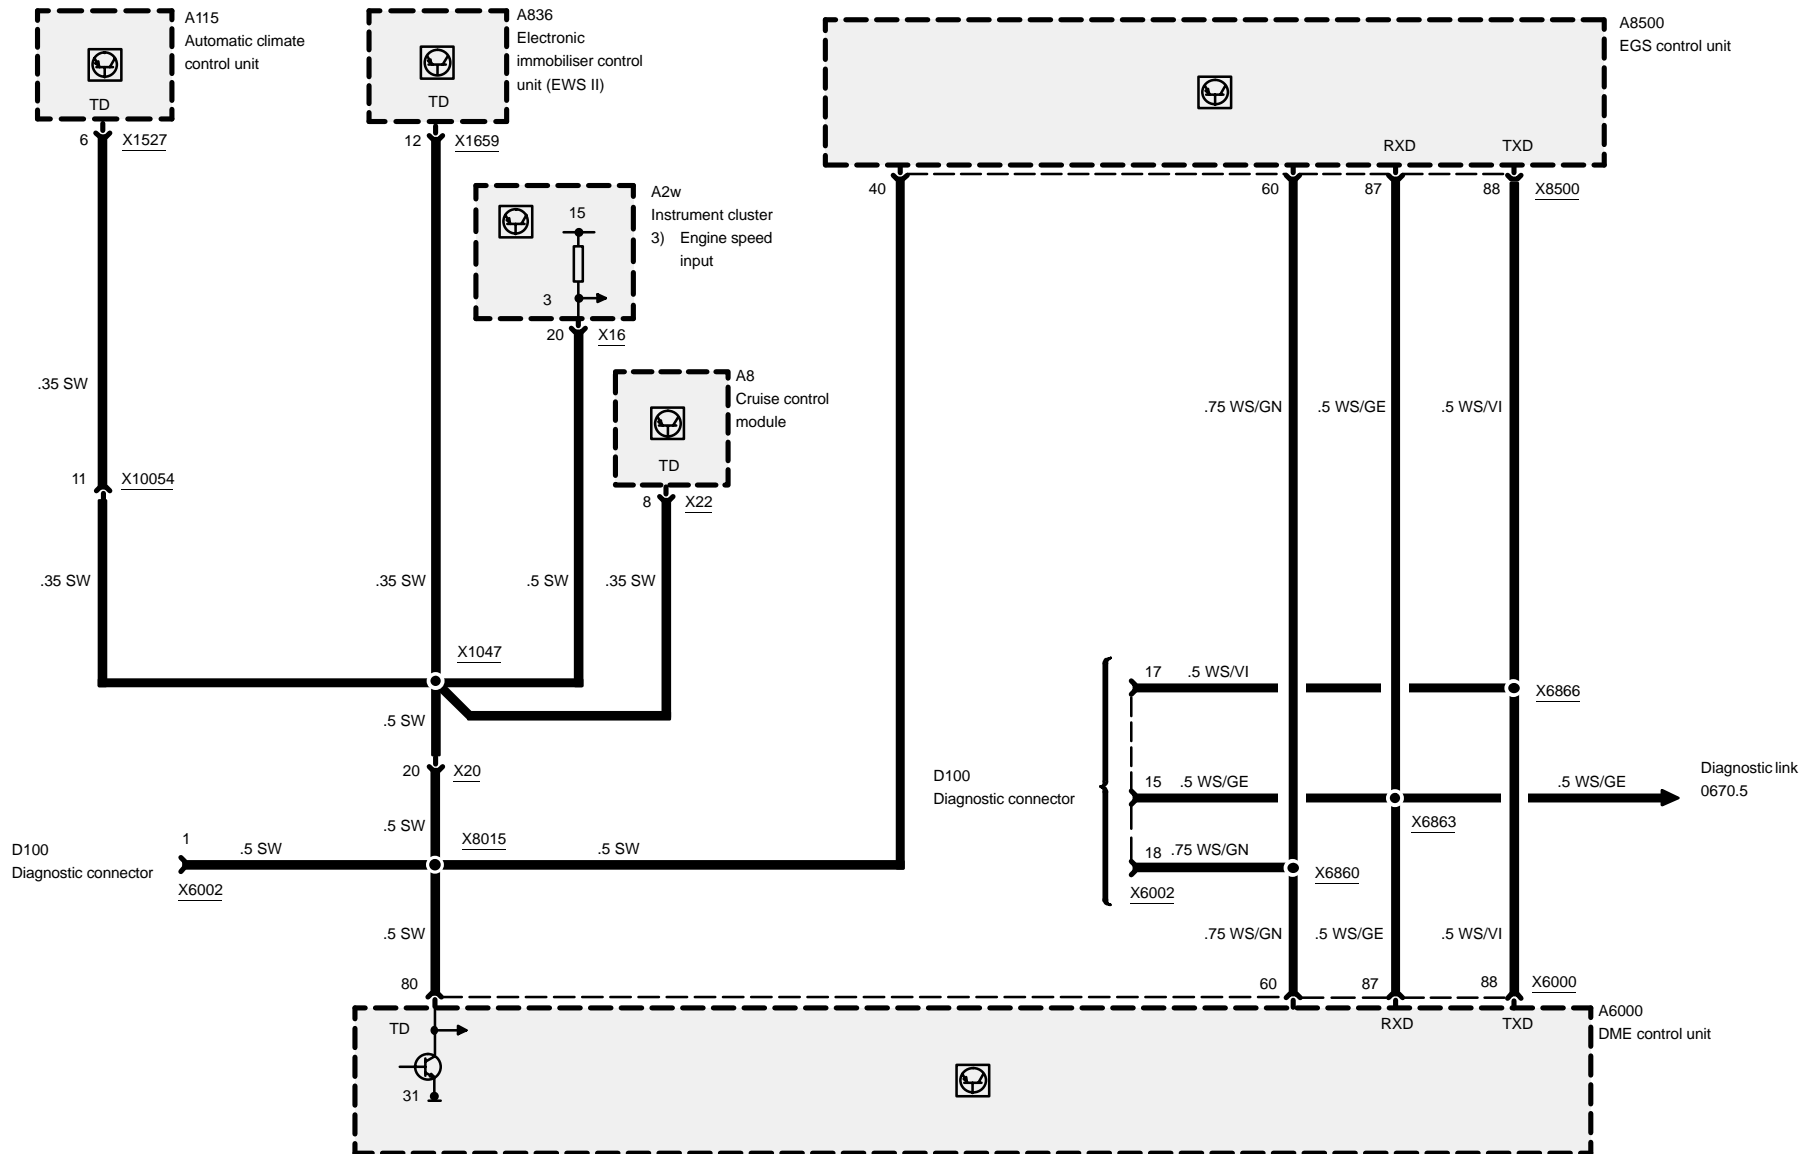 A115
Automatic climate
control unit
TD
6 X1527
A836
Electronic
immobiliser control
unit (EWS II)
TD
12 X1659
A8500
EGS control unit
RXD TXD
40 60 87 88 X8500
A2w
Instrument cluster
3) Engine speed
input
15
3
20 X16
A8
Cruise control
module
TD
8 X22
.35 SW
11 X10054
.75 WS/GN .5 WS/GE .5 WS/VI
.35 SW .35 SW .5 SW .35 SW
X1047
.5 SW
20 X20
.5 SW
X8015
D100
Diagnostic connector
1 .5 SW .5 SW
X6002
.5 SW
80
D100
Diagnostic connector
17 .5 WS/VI
X6866
15 .5 WS/GE .5 WS/GE
X6863
Diagnostic link
0670.5
18 .75 WS/GN
X6860
X6002
.75 WS/GN .5 WS/GE .5 WS/VI
60 87 88 X6000
A6000
DME control unit
TD RXD TXD
31